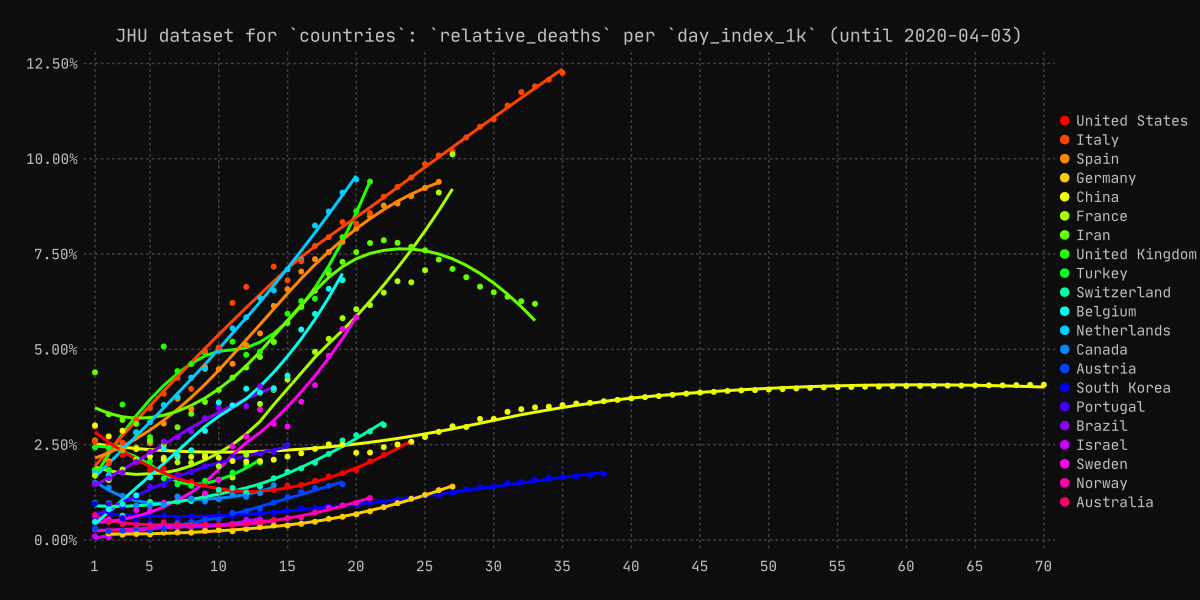 JHU dataset for `countries`: `relative_deaths` per `day_index_1k` (until 2020-04-03)
12.50%
10.00%
7.50%
5.00%
2.50%
0.00%
1 5 10 15 20 25 30 35 40 45 50 55 60 65 70
United States
Italy
Spain
Germany
China
France
Iran
United Kingdom
Turkey
Switzerland
Belgium
Netherlands
Canada
Austria
South Korea
Portugal
Brazil
Israel
Sweden
Norway
Australia